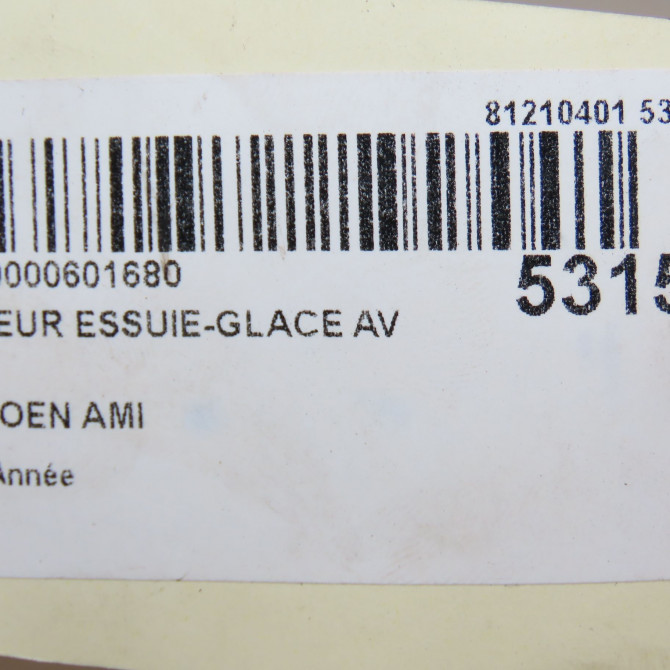 81210401 53
0000601680
5315
EUR ESSUIE-GLACE AV
OEN AMI
Année